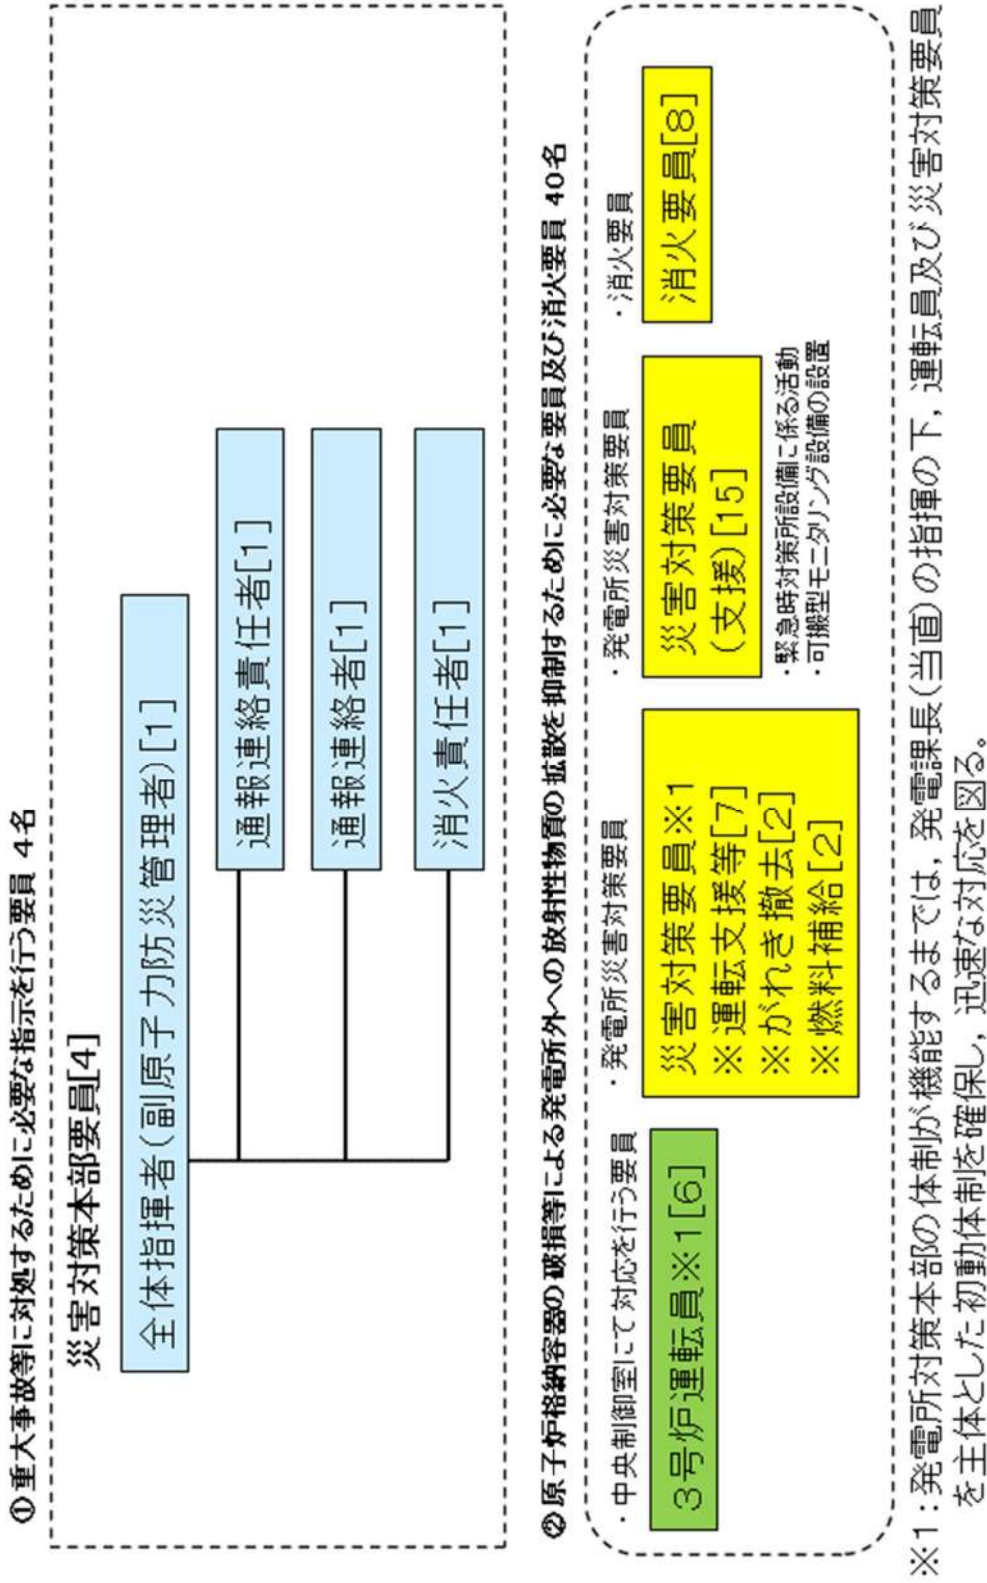 ①重大事故等に対処するために必要な指示を行う要員 4名
災害対策本部要員[4]
全体指揮者(副原子力防災管理者)[1]
通報連絡責任者[1]
通報連絡者[1]
消火責任者[1]
②原子炉格納容器の破損等による発電所外への放射性物質の拡散を抑制するために必要な要員及び消火要員 40名
・中央制御室にて対応を行う要員
3号炉運転員※1[6]
・発電所災害対策要員
災害対策要員※1
※運転支援等[7]
※がれき撤去[2]
※燃料補給[2]
・発電所災害対策要員
災害対策要員
(支援)[15]
・緊急時対策所設備に係る活動
・可搬型モニタリング設備の設置
・消火要員
消火要員[8]
※1:発電所対策本部の体制が機能するまでは,発電課長(当直)の指揮の下,運転員及び災害対策要員
を主体とした初動体制を確保し,迅速な対応を図る。